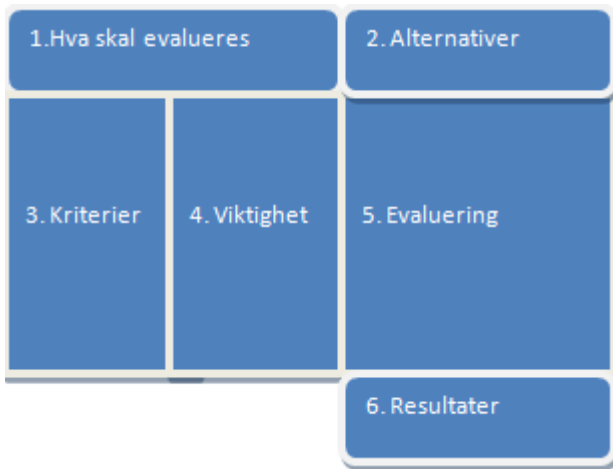 1.Hva skal evalueres
2. Alternativer
3. Kriterier
4. Viktighet
5. Evaluering
6. Resultater